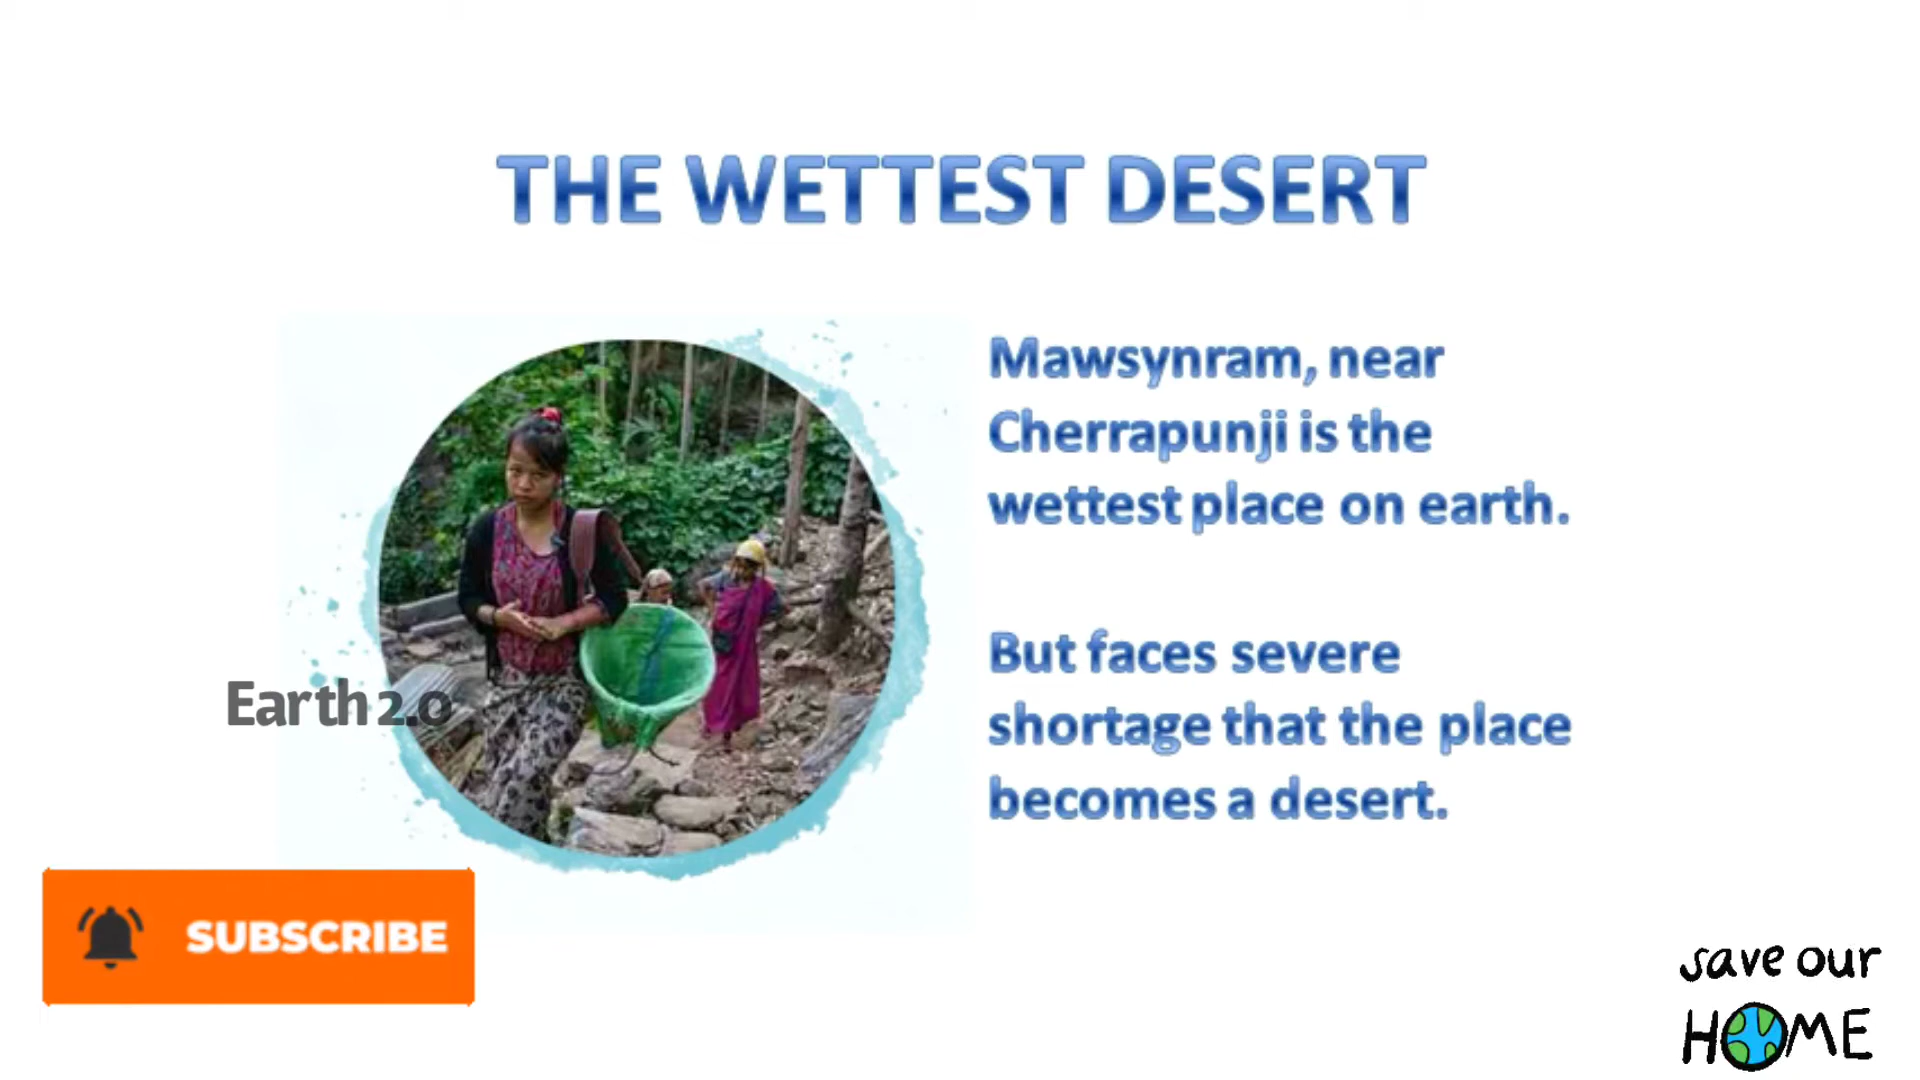 THE WETTEST DESERT
Mawsynram, near
Cherrapunji is the
wettest place on earth.
But faces severe
shortage that the place
becomes a desert.
Earth 2.0
SUBSCRIBE
save our
HOME